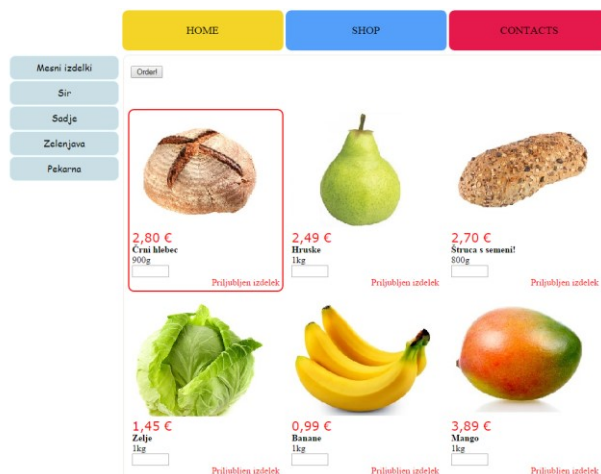 HOME
SHOP
CONTACTS
Mesni izdelki
Sir
Sadje
Zelenjava
Pekarna
Order!
2,80 €
Črni hlebec
900g
Priljubljen izdelek
2,49 €
Hruske
1kg
Priljubljen izdelek
2,70 €
Štruca s semeni!
800g
Priljubljen izdelek
1,45 €
Zelje
1kg
Priljubljen izdelek
0,99 €
Banane
1kg
Priljubljen izdelek
3,89 €
Mango
1kg
Priljubljen izdelek